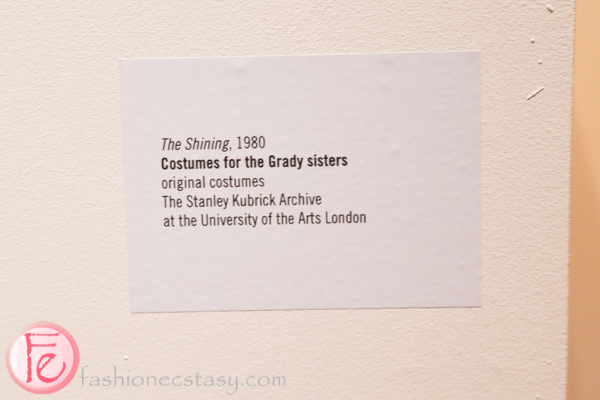 The Shining, 1980
Costumes for the Grady sisters
original costumes
The Stanley Kubrick Archive
at the University of the Arts London
Fe fashionecstasy.com